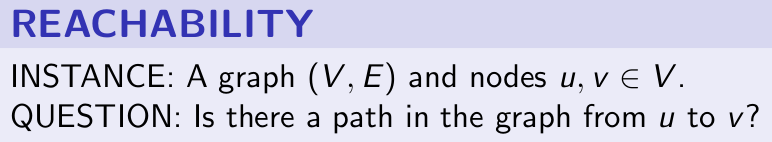 REACHABILITY
INSTANCE: A graph (V, E) and nodes u, v ∈ V.
QUESTION: Is there a path in the graph from u to v?